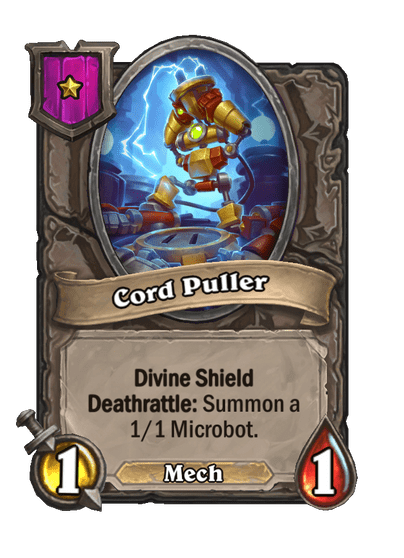 Cord Puller
Divine Shield
Deathrattle: Summon a
1/1 Microbot.
1
Mech
1